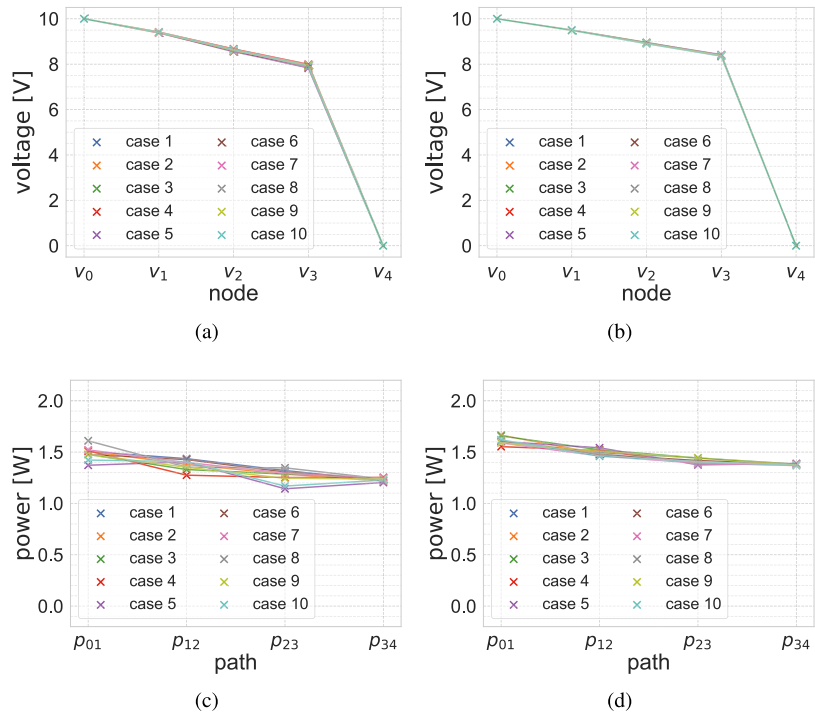 10
8
6
4
2
0
voltage [V]
case 1
case 2
case 3
case 4
case 5
case 6
case 7
case 8
case 9
case 10
v0 v1 v2 v3 v4
node
(a)
10
8
6
4
2
0
voltage [V]
case 1
case 2
case 3
case 4
case 5
case 6
case 7
case 8
case 9
case 10
v0 v1 v2 v3 v4
node
(b)
2.0
1.5
1.0
0.5
0.0
power [W]
case 1
case 2
case 3
case 4
case 5
case 6
case 7
case 8
case 9
case 10
p01 p12 p23 p34
path
(c)
2.0
1.5
1.0
0.5
0.0
power [W]
case 1
case 2
case 3
case 4
case 5
case 6
case 7
case 8
case 9
case 10
p01 p12 p23 p34
path
(d)